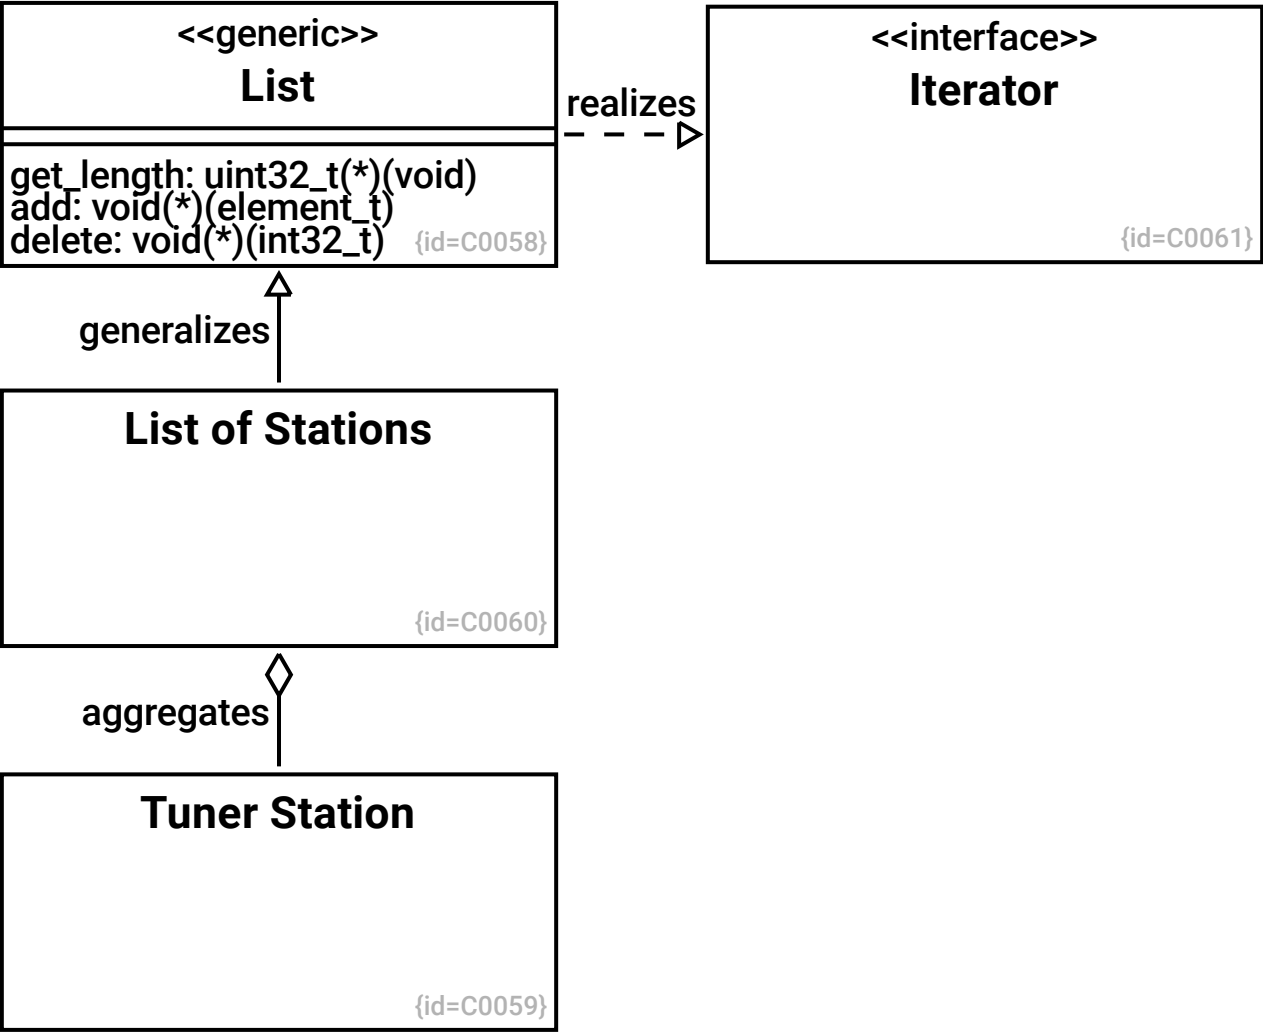 <<generic>>
List
get_length: uint32_t(*)(void)
add: void(*)(element_t)
delete: void(*)(int32_t)
{id=C0058}
realizes
<<interface>>
Iterator
{id=C0061}
generalizes
List of Stations
{id=C0060}
aggregates
Tuner Station
{id=C0059}